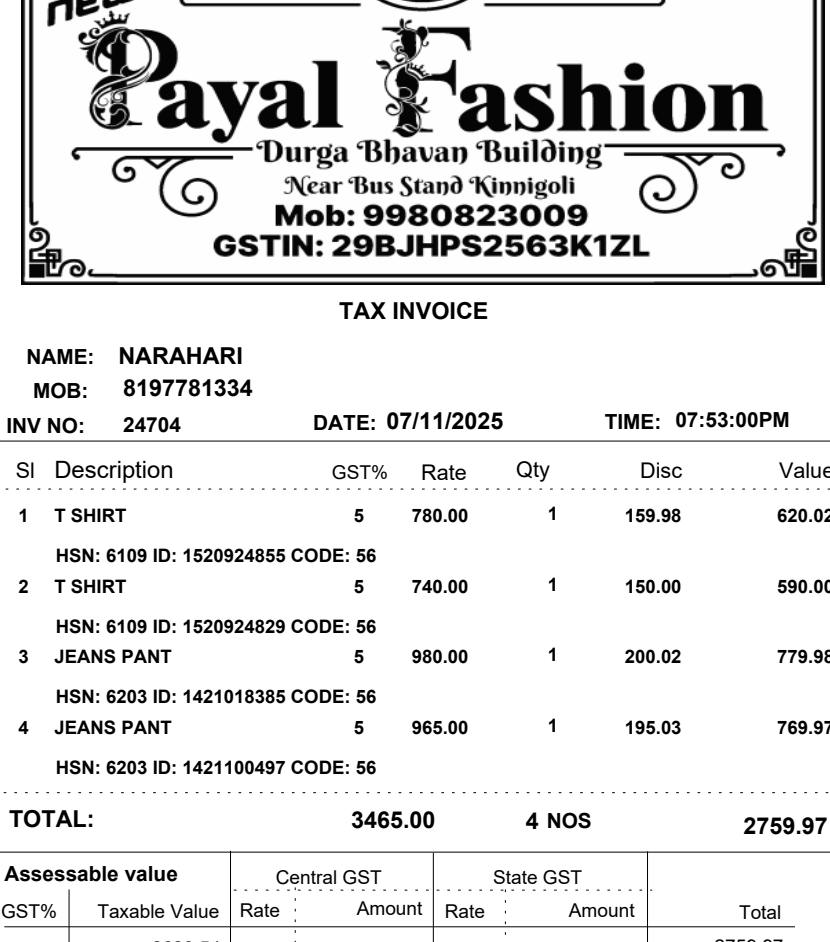 new
Payal Fashion
Durga Bhavan Building
Near Bus Stand Kinnigoli
Mob: 9980823009
GSTIN: 29BJHPS2563K1ZL
TAX INVOICE
NAME: NARAHARI
MOB: 8197781334
INV NO: 24704 DATE: 07/11/2025 TIME: 07:53:00PM
Sl Description GST% Rate Qty Disc Value
1 T SHIRT 5 780.00 1 159.98 620.02
HSN: 6109 ID: 1520924855 CODE: 56
2 T SHIRT 5 740.00 1 150.00 590.00
HSN: 6109 ID: 1520924829 CODE: 56
3 JEANS PANT 5 980.00 1 200.02 779.98
HSN: 6203 ID: 1421018385 CODE: 56
4 JEANS PANT 5 965.00 1 195.03 769.97
HSN: 6203 ID: 1421100497 CODE: 56
TOTAL: 3465.00 4 NOS 2759.97
Assessable value Central GST State GST
GST% Taxable Value Rate Amount Rate Amount Total